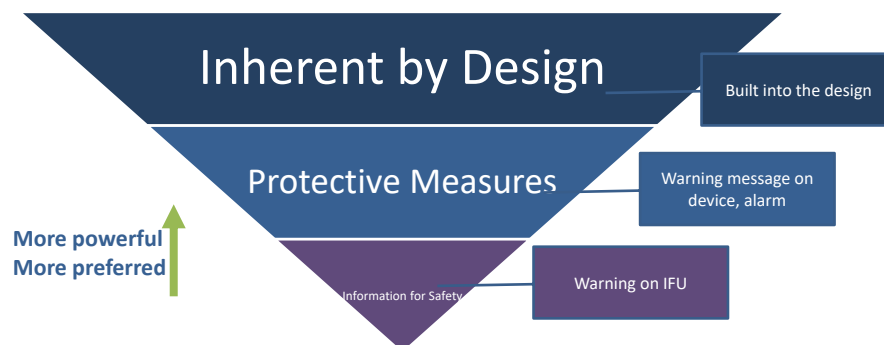 Inherent by Design
Built into the design
Protective Measures
Warning message on
device, alarm
More powerful
More preferred
Information for Safety
Warning on IFU